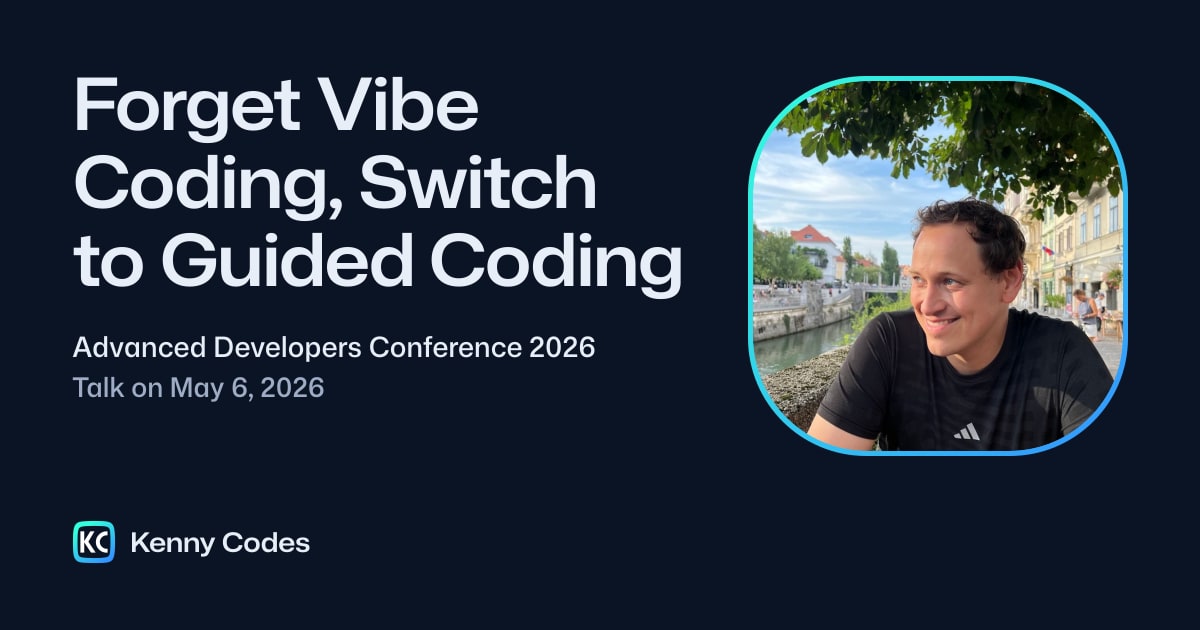 Forget Vibe
Coding, Switch
to Guided Coding
Advanced Developers Conference 2026
Talk on May 6, 2026
KC Kenny Codes